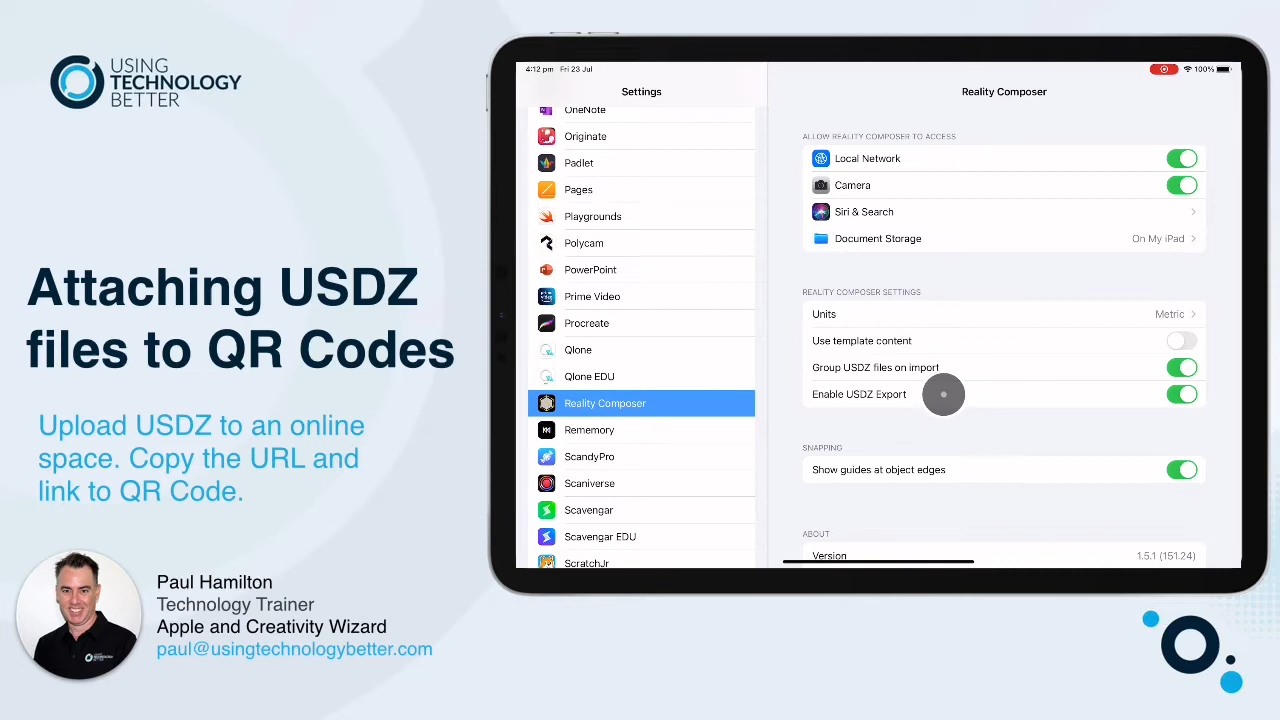 USING
TECHNOLOGY
BETTER
Attaching USDZ
files to QR Codes
Upload USDZ to an online
space. Copy the URL and
link to QR Code.
Paul Hamilton
Technology Trainer
Apple and Creativity Wizard
paul@usingtechnologybetter.com
4:12 pm Fri 23 Jul
100%
Settings
OneNote
Originate
Padlet
Pages
Playgrounds
Polycam
PowerPoint
Prime Video
Procreate
Qlone
Qlone EDU
Reality Composer
Rememory
ScandyPro
Scaniverse
Scavengar
Scavengar EDU
ScratchJr
Reality Composer
ALLOW REALITY COMPOSER TO ACCESS
Local Network
Camera
Siri & Search
Document Storage On My iPad
REALITY COMPOSER SETTINGS
Units Metric
Use template content
Group USDZ files on import
Enable USDZ Export
SNAPPING
Show guides at object edges
ABOUT
Version 1.5.1 (151.24)